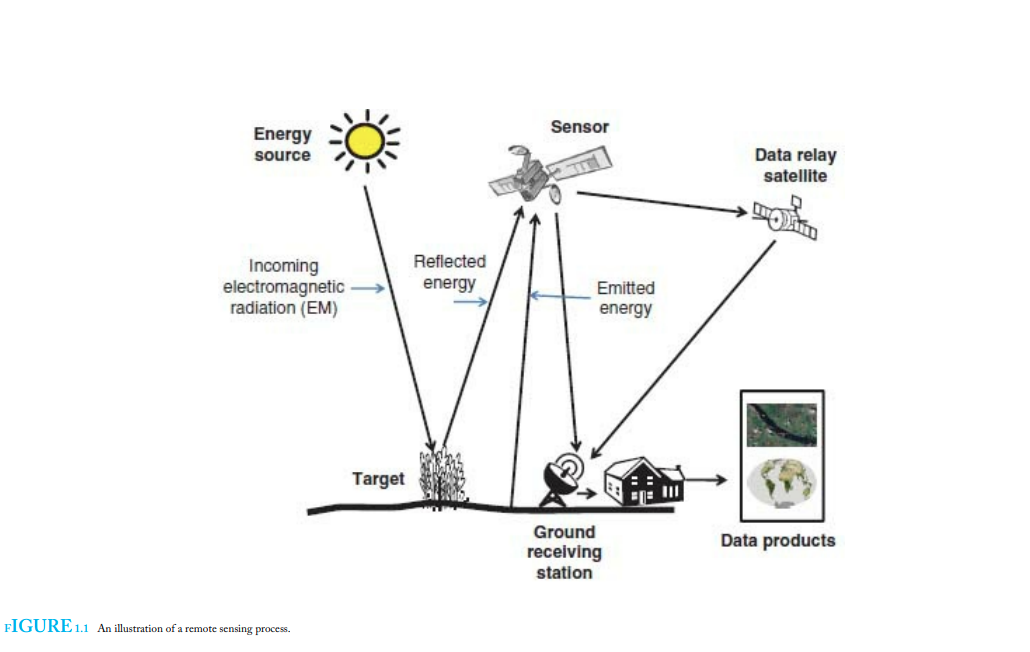 Energy
source
Sensor
Data relay
satellite
Incoming
electromagnetic
radiation (EM)
Reflected
energy
Emitted
energy
Target
Ground
receiving
station
Data products
FIGURE 1.1 An illustration of a remote sensing process.